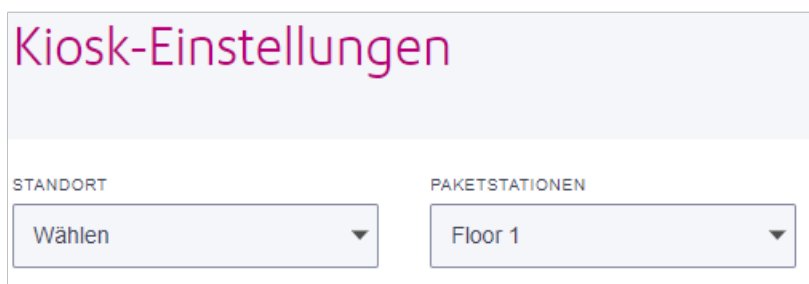 Kiosk-Einstellungen
STANDORT
PAKETSTATIONEN
Wählen
Floor 1